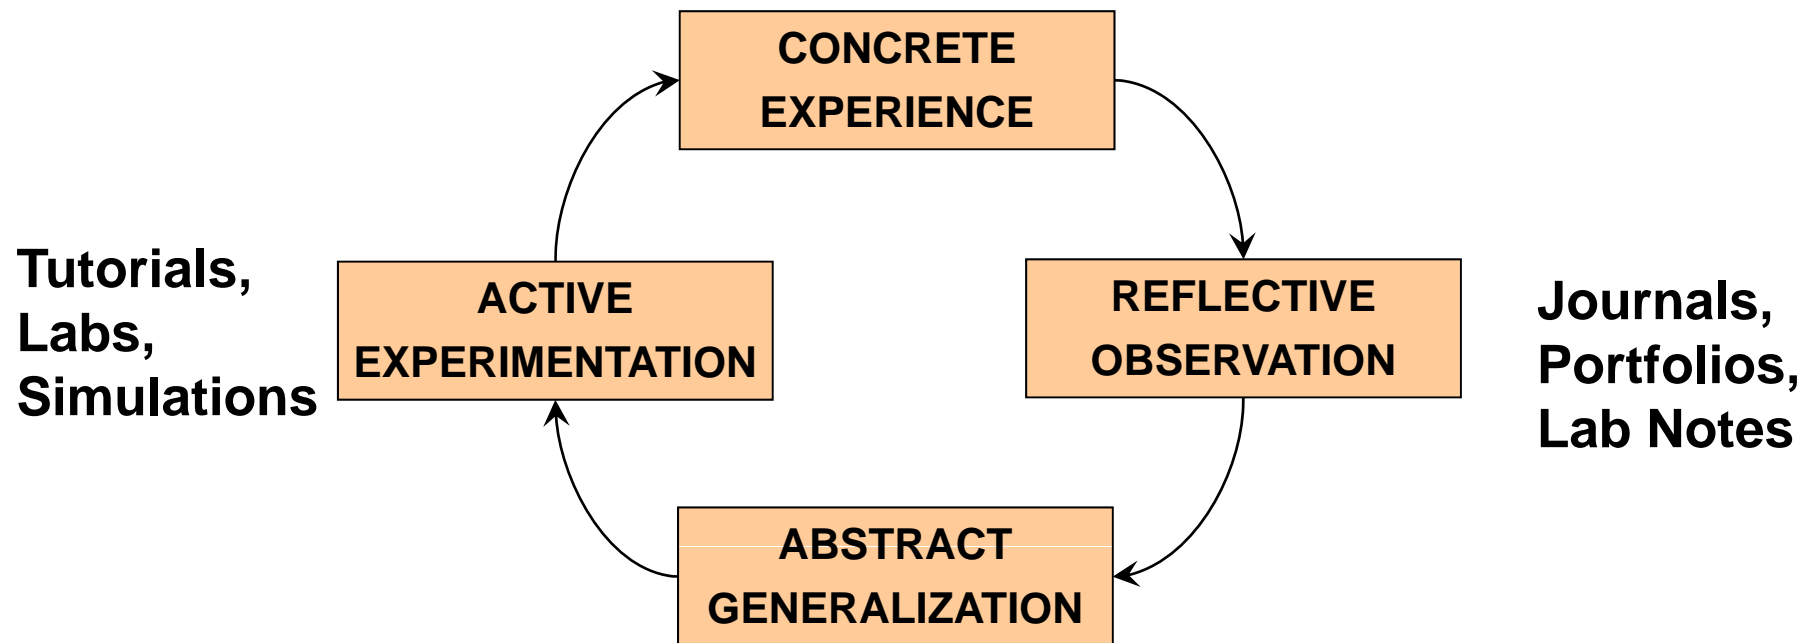 CONCRETE
EXPERIENCE
Tutorials,
Labs,
Simulations
ACTIVE
EXPERIMENTATION
REFLECTIVE
OBSERVATION
Journals,
Portfolios,
Lab Notes
ABSTRACT
GENERALIZATION